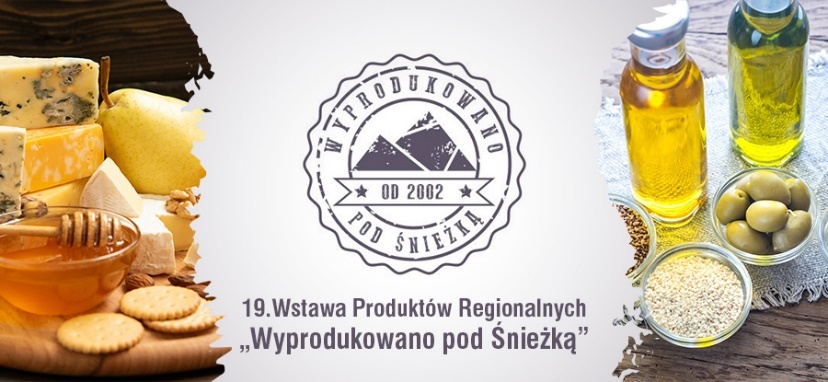 WYPRODUKOWANO
OD 2002
POD ŚNIEŻKĄ
19.Wstawa Produktów Regionalnych
„Wyprodukowano pod Śnieżką”